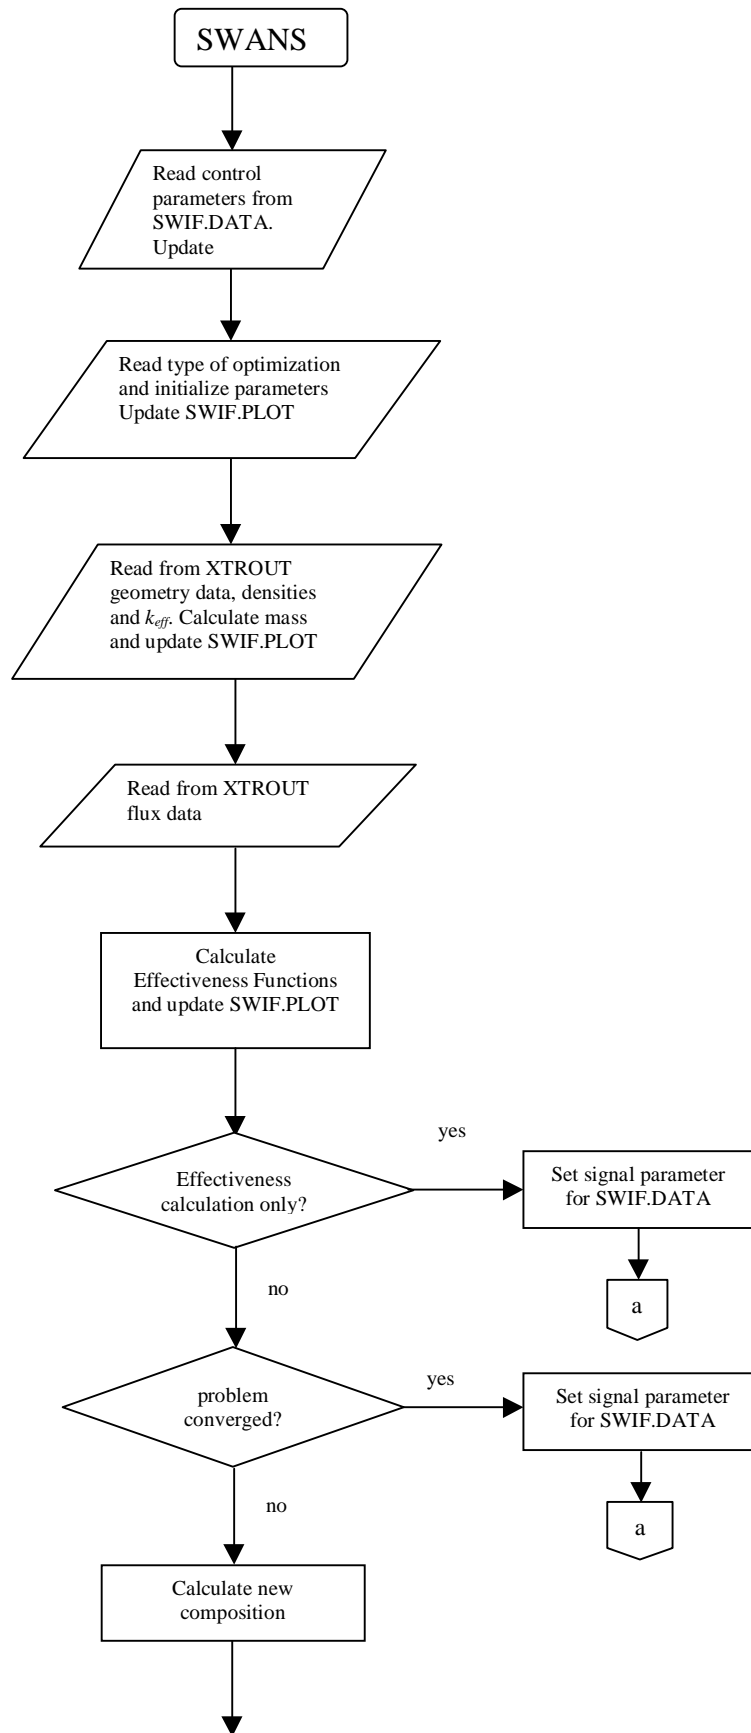 SWANS
Read control
parameters from
SWIF.DATA.
Update
Read type of optimization
and initialize parameters
Update SWIF.PLOT
Read from XTROUT
geometry data, densities
and keff. Calculate mass
and update SWIF.PLOT
Read from XTROUT
flux data
Calculate
Effectiveness Functions
and update SWIF.PLOT
yes
Effectiveness
calculation only?
Set signal parameter
for SWIF.DATA
a
no
yes
problem
converged?
Set signal parameter
for SWIF.DATA
a
no
Calculate new
composition